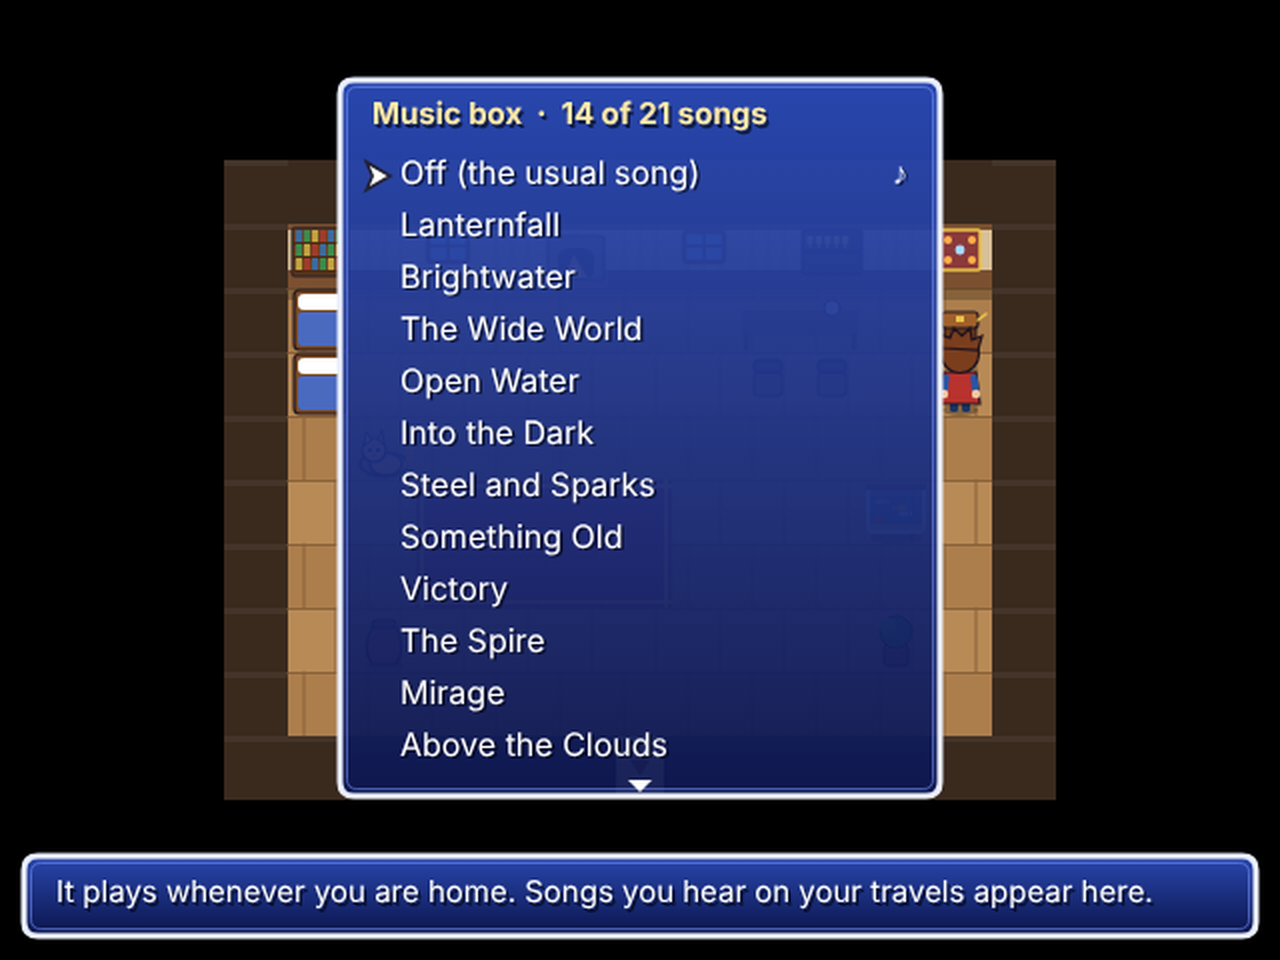 Music box · 14 of 21 songs
Off (the usual song) ♪
Lanternfall
Brightwater
The Wide World
Open Water
Into the Dark
Steel and Sparks
Something Old
Victory
The Spire
Mirage
Above the Clouds
It plays whenever you are home. Songs you hear on your travels appear here.